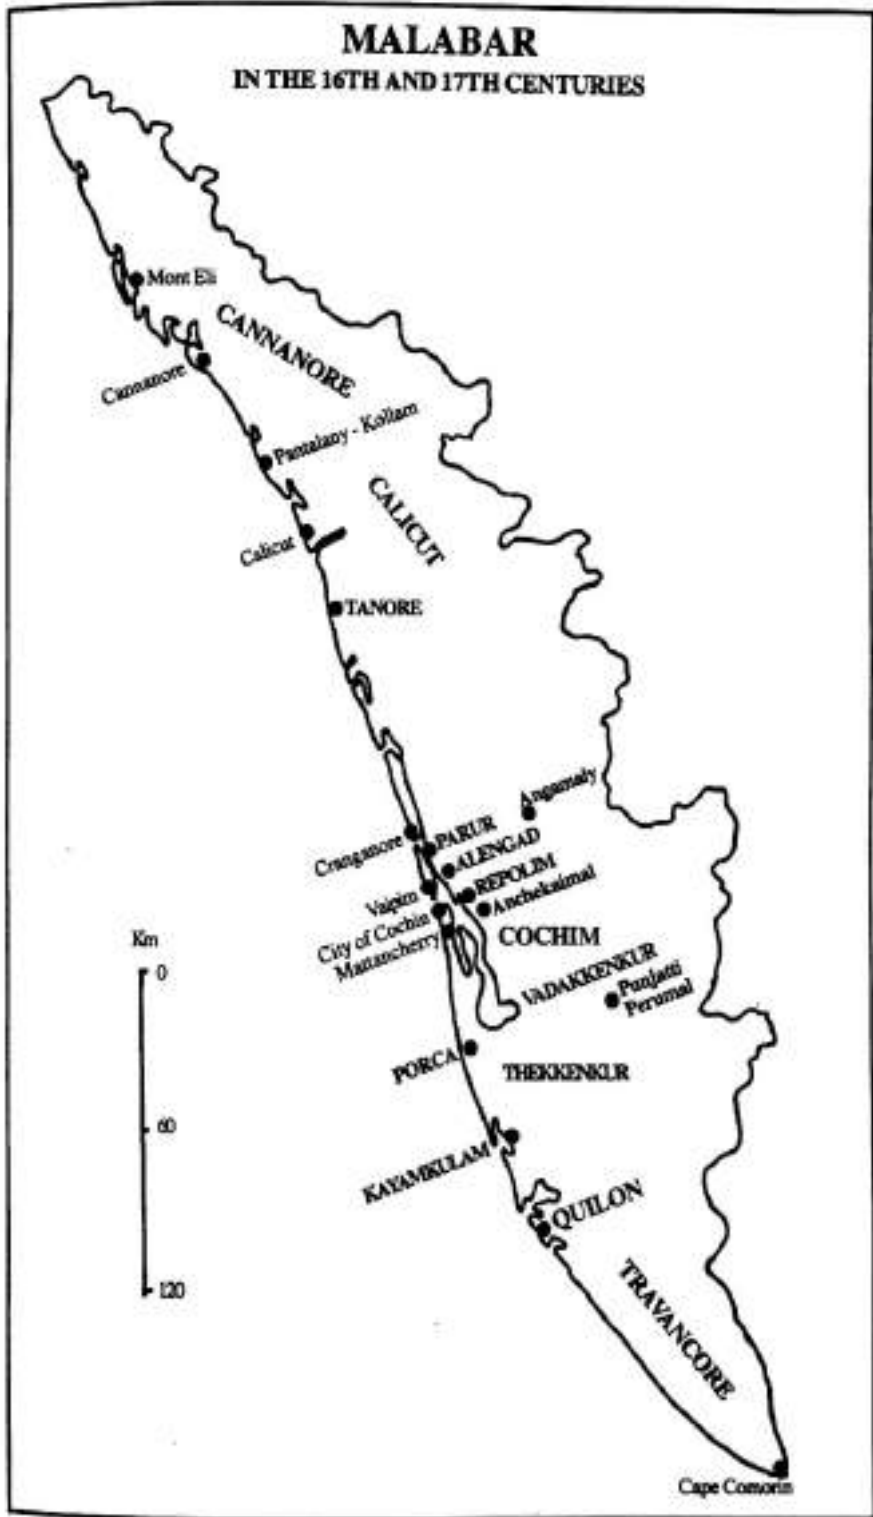 MALABAR
IN THE 16TH AND 17TH CENTURIES
Mont Eli
CANNANORE
Cannanore
Pantalany - Kollam
CALICUT
Calicut
TANORE
Angamaly
Cranganore
PARUR
ALENGAD
REPOLIM
Vaipim
Anchekaimal
City of Cochin
COCHIM
Mattancherry
Km
0
VADAKKENKUR
Punjatti
Perumal
PORCA
THEKKENKUR
60
KAYAMKULAM
QUILON
120
TRAVANCORE
Cape Comorin